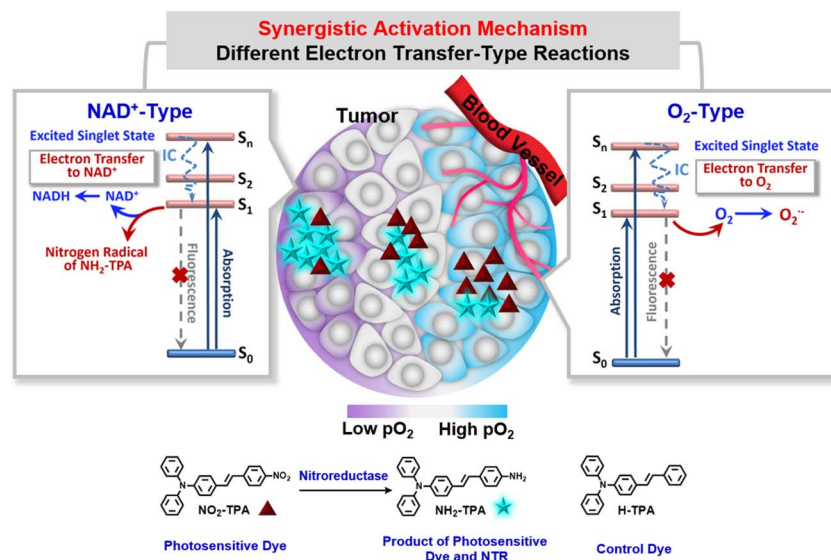 Synergistic Activation Mechanism
Different Electron Transfer-Type Reactions
NAD⁺-Type
Excited Singlet State
Electron Transfer
to NAD⁺
NADH
NAD⁺
Nitrogen Radical
of NH₂-TPA
IC
Sₙ
S₂
S₁
S₀
Fluorescence
Absorption
Tumor
Blood Vessel
Low pO₂
High pO₂
O₂-Type
Excited Singlet State
Electron Transfer
to O₂
O₂
O₂·⁻
IC
Sₙ
S₂
S₁
S₀
Absorption
Fluorescence
N
NO₂
NO₂-TPA
Photosensitive Dye
Nitroreductase
N
NH₂
NH₂-TPA
Product of Photosensitive
Dye and NTR
N
H-TPA
Control Dye